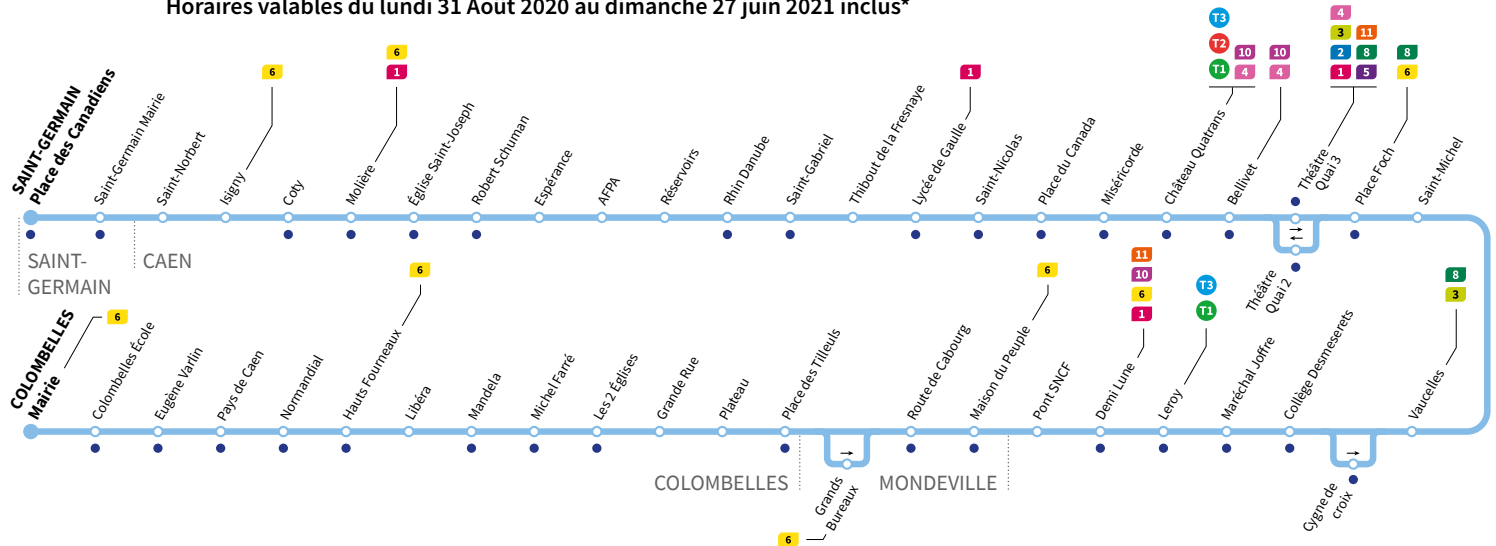 Horaires valables du lundi 31 Août 2020 au dimanche 27 juin 2021 inclus*
SAINT-GERMAIN
Place des Canadiens
Saint-Germain Mairie
Saint-Norbert
Isigny
6
Coty
Molière
6
1
Église Saint-Joseph
Robert Schuman
Espérance
AFPA
Réservoirs
Rhin Danube
Saint-Gabriel
Thibout de la Fresnaye
Lycée de Gaulle
1
Saint-Nicolas
Place du Canada
Miséricorde
Château Quatrans
T3
T2
T1
10
4
Bellivet
10
4
Théâtre
Quai 3
4
3 11
2 8
1 5
Place Foch
8
6
Saint-Michel
SAINT-
GERMAIN
CAEN
Théâtre
Quai 2
COLOMBELLES
Mairie
6
Colombelles École
Eugène Varlin
Pays de Caen
Normandial
Hauts Fourneaux
6
Libéra
Mandela
Michel Farré
Les 2 Églises
Grande Rue
Plateau
Place des Tilleuls
Grands
Bureaux
6
Route de Cabourg
Maison du Peuple
6
Pont SNCF
Demi Lune
11
10
6
1
Leroy
T3
T1
Maréchal Joffre
Collège Desmeserets
Cygne de
croix
Vaucelles
8
3
COLOMBELLES
MONDEVILLE